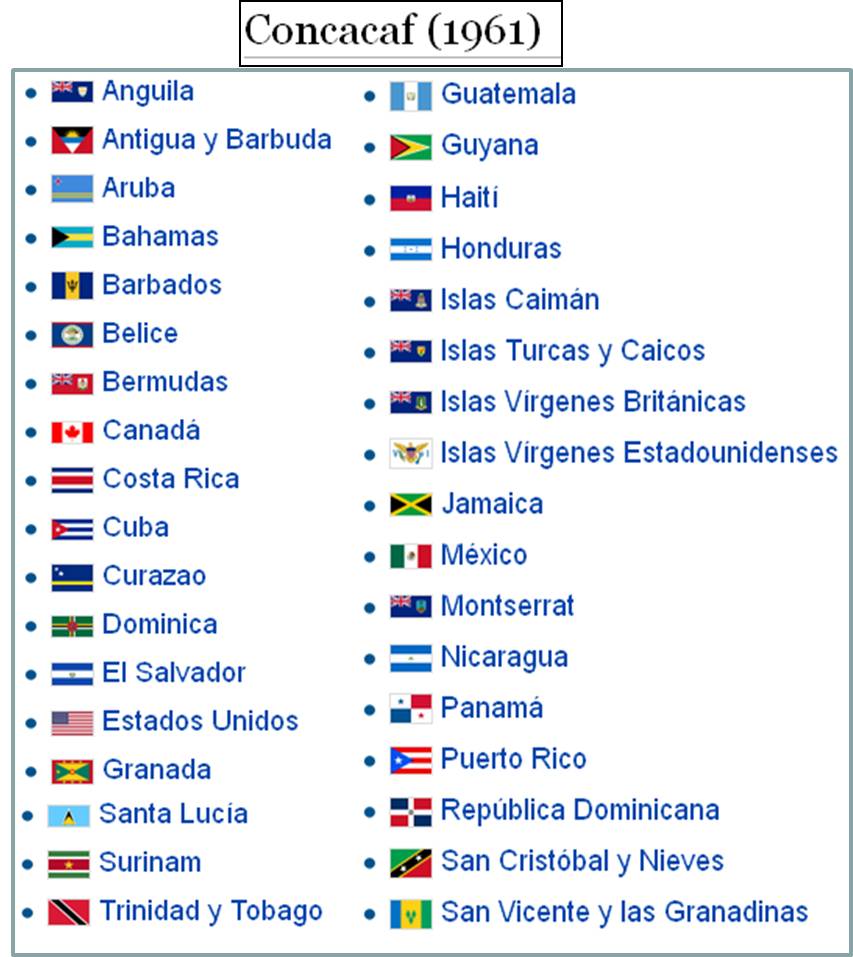 Concacaf (1961)
Anguila
Antigua y Barbuda
Aruba
Bahamas
Barbados
Belice
Bermudas
Canadá
Costa Rica
Cuba
Curazao
Dominica
El Salvador
Estados Unidos
Granada
Santa Lucía
Surinam
Trinidad y Tobago
Guatemala
Guyana
Haití
Honduras
Islas Caimán
Islas Turcas y Caicos
Islas Vírgenes Británicas
Islas Vírgenes Estadounidenses
Jamaica
México
Montserrat
Nicaragua
Panamá
Puerto Rico
República Dominicana
San Cristóbal y Nieves
San Vicente y las Granadinas